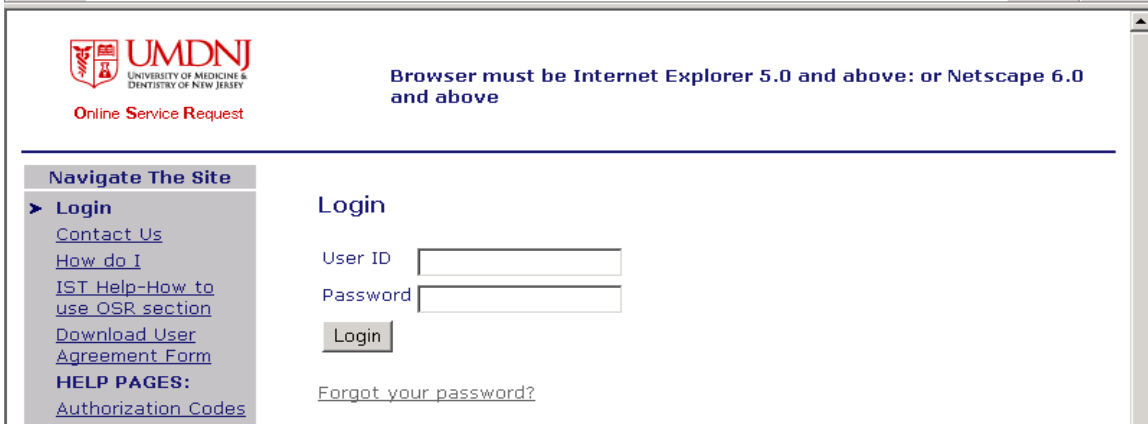 UMDNJ
UNIVERSITY OF MEDICINE &
DENTISTRY OF NEW JERSEY
Online Service Request
Browser must be Internet Explorer 5.0 and above: or Netscape 6.0
and above
Navigate The Site
Login
Contact Us
How do I
IST Help-How to
use OSR section
Download User
Agreement Form
HELP PAGES:
Authorization Codes
Login
User ID
Password
Login
Forgot your password?